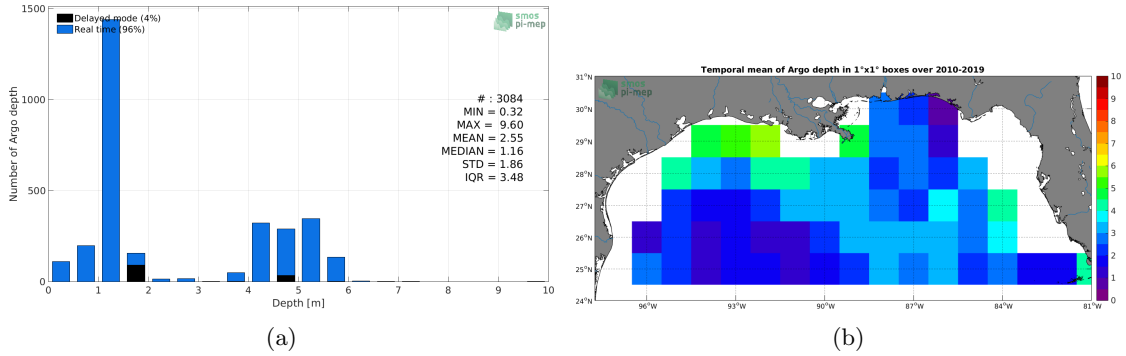 Delayed mode (4%)
Real time (96%)
smos
pi-mep
# : 3084
MIN = 0.32
MAX = 9.60
MEAN = 2.55
MEDIAN = 1.16
STD = 1.86
IQR = 3.48
Number of Argo depth
1500
1000
500
0
0 1 2 3 4 5 6 7 8 9 10
Depth [m]
(a)
Temporal mean of Argo depth in 1°x1° boxes over 2010-2019
smos
pi-mep
31°N
30°N
29°N
28°N
27°N
26°N
25°N
24°N
96°W 93°W 90°W 87°W 84°W 81°W
10
9
8
7
6
5
4
3
2
1
0
(b)